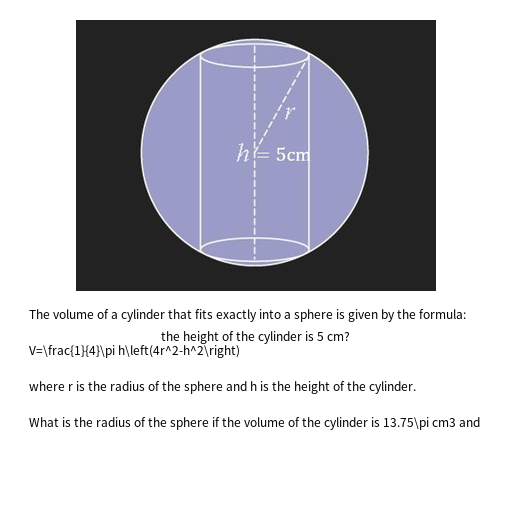 r
h = 5cm
The volume of a cylinder that fits exactly into a sphere is given by the formula:
the height of the cylinder is 5 cm?
V=\frac{1}{4}\pi h\left(4r^2-h^2\right)
where r is the radius of the sphere and h is the height of the cylinder.
What is the radius of the sphere if the volume of the cylinder is 13.75\pi cm3 and